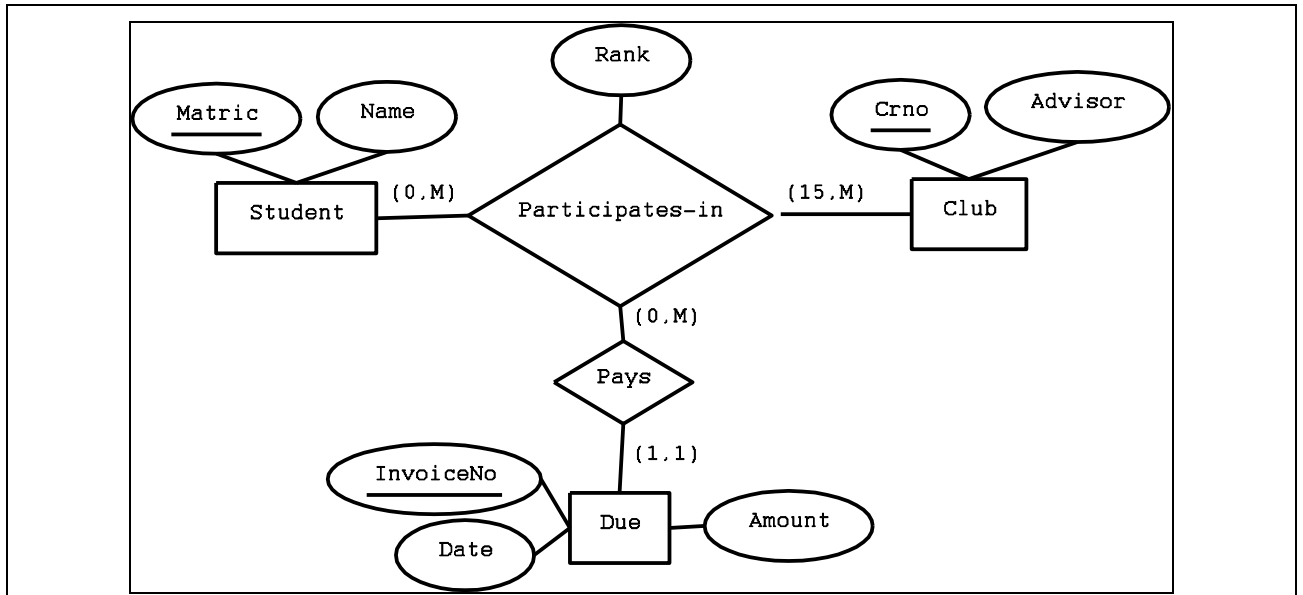 Rank
Matric
Name
Crno
Advisor
(0,M)
(15,M)
Student
Participates-in
Club
(0,M)
Pays
(1,1)
InvoiceNo
Due
Amount
Date